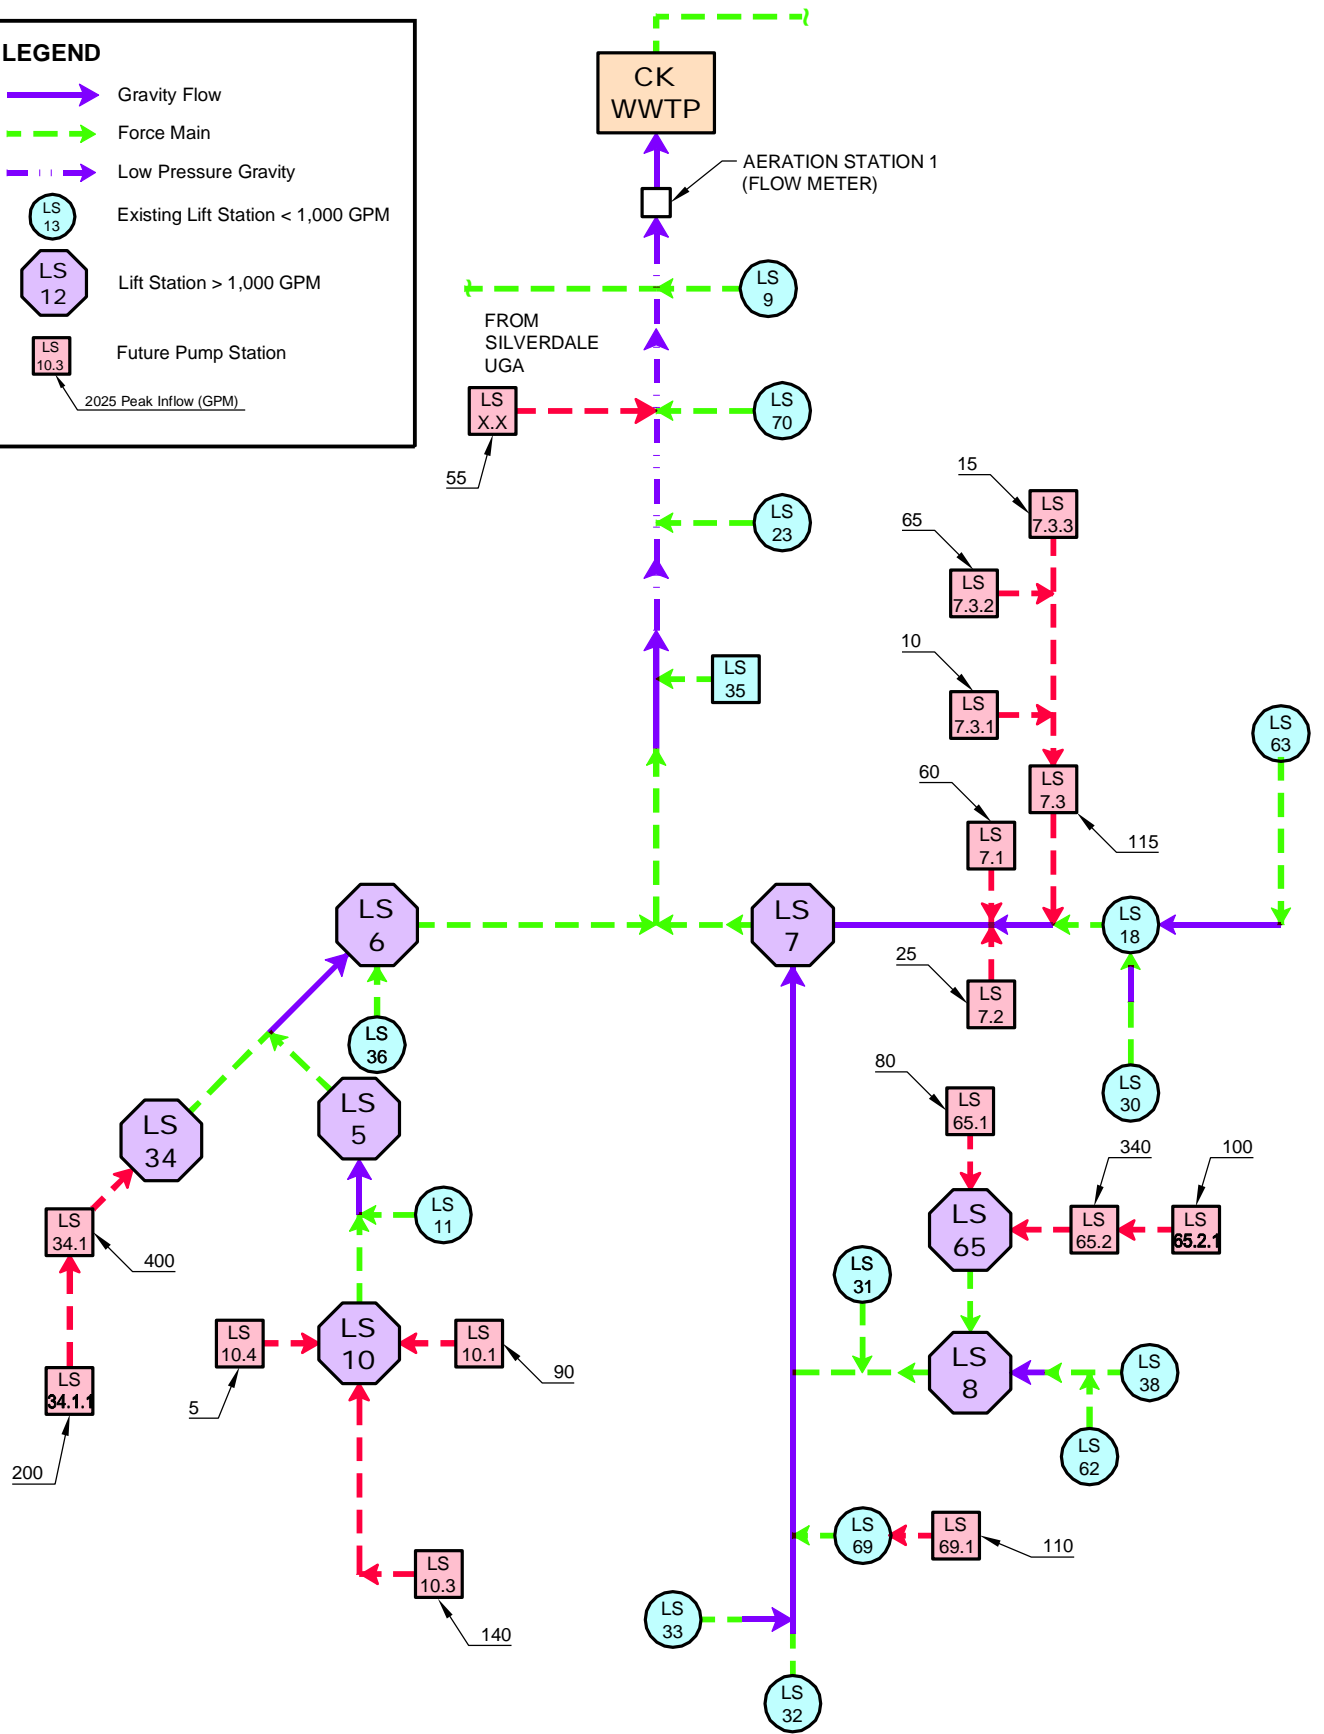 LEGEND
Gravity Flow
Force Main
Low Pressure Gravity
LS
13
Existing Lift Station < 1,000 GPM
LS
12
Lift Station > 1,000 GPM
LS
10.3
Future Pump Station
2025 Peak Inflow (GPM)
CK
WWTP
AERATION STATION 1
(FLOW METER)
LS
9
FROM
SILVERDALE
UGA
LS
X.X
55
LS
70
LS
23
LS
35
15
LS
7.3.3
65
LS
7.3.2
10
LS
7.3.1
LS
63
60
LS
7.1
LS
7.3
115
LS
6
LS
7
LS
18
25
LS
7.2
LS
36
LS
30
LS
34
LS
5
80
LS
65.1
340
100
LS
65
LS
65.2
LS
65.2.1
LS
34.1
400
LS
11
LS
31
LS
10.4
5
LS
10
LS
10.1
90
LS
8
LS
38
LS
62
LS
34.1.1
200
LS
69
LS
69.1
110
LS
10.3
140
LS
33
LS
32